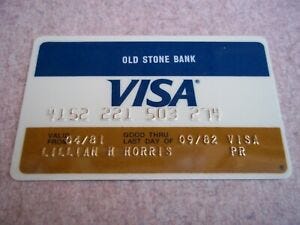 OLD STONE BANK
VISA
4152 221 503 274
VALID FROM 04/81 GOOD THRU LAST DAY OF 09/82 VISA
LILLIAN M HORRIS PR